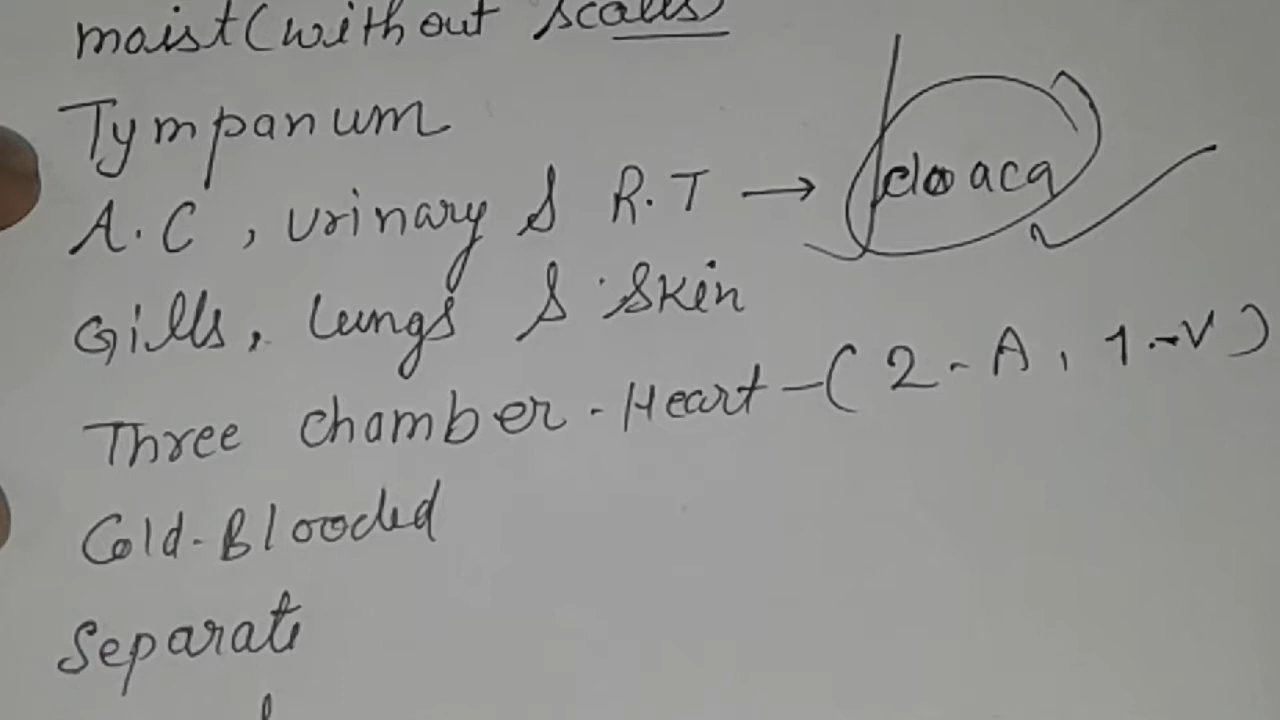 moist (without scales)
Tympanum
A.C, urinary & R.T → cloaca
Gills, lungs & skin
Three chamber-Heart-(2-A, 1-V)
Cold-Blooded
Separate